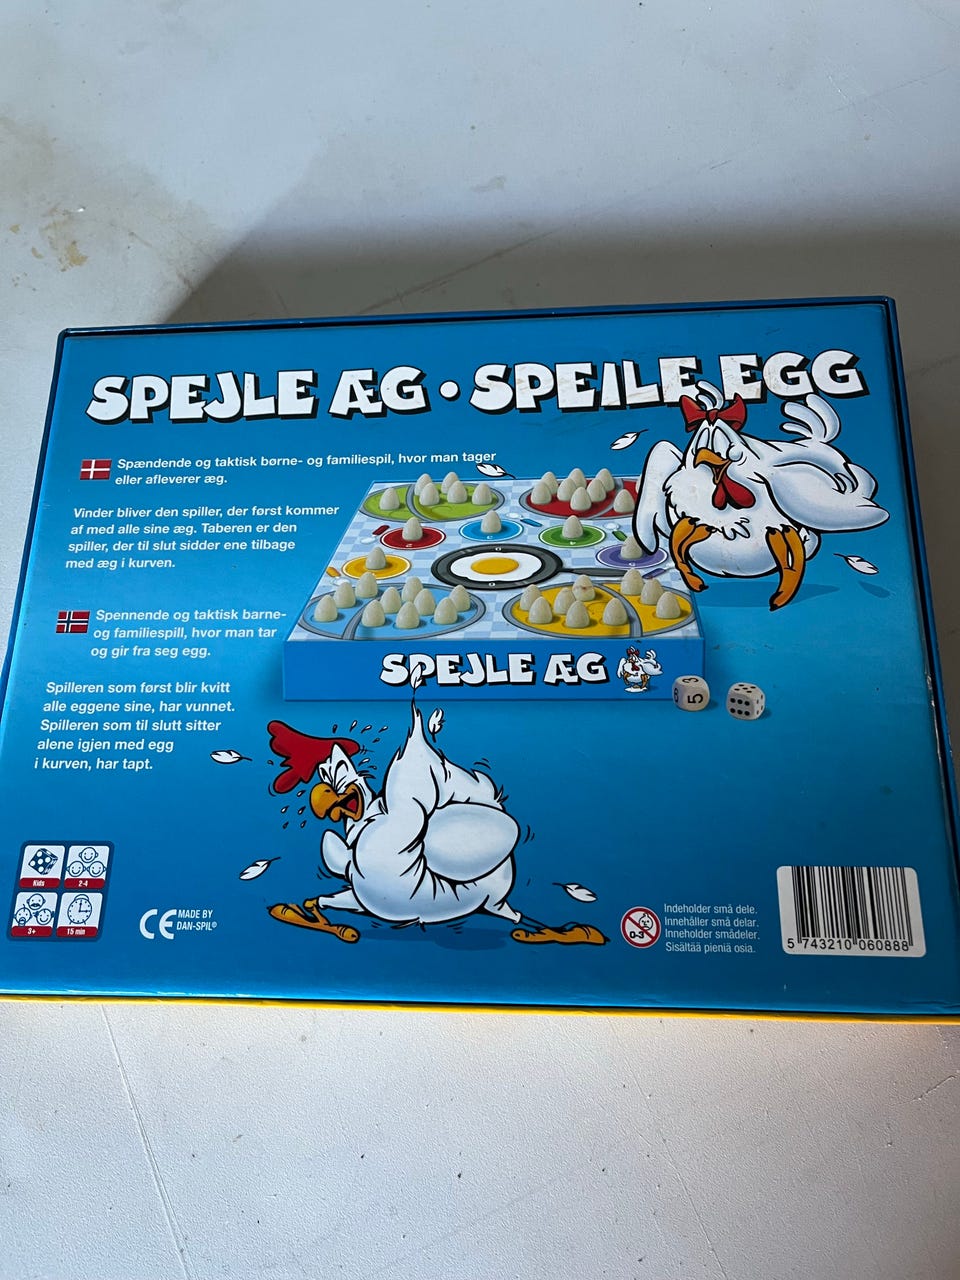 SPEJLE ÆG • SPEILE EGG
Spændende og taktisk børne- og familiespil, hvor man tager
eller afleverer æg.
Vinder bliver den spiller, der først kommer
af med alle sine æg. Taberen er den
spiller, der til slut sidder ene tilbage
med æg i kurven.
Spennende og taktisk barne-
og familiespill, hvor man tar
og gir fra seg egg.
Spilleren som først blir kvitt
alle eggene sine, har vunnet.
Spilleren som til slutt sitter
alene igjen med egg
i kurven, har tapt.
SPEJLE ÆG
5 3
Kids
2-4
3+
15 min
CE MADE BY
DAN-SPIL®
0-3
Indeholder små dele.
Innehåller små delar.
Inneholder smådeler.
Sisältää pieniä osia.
5 743210 060888